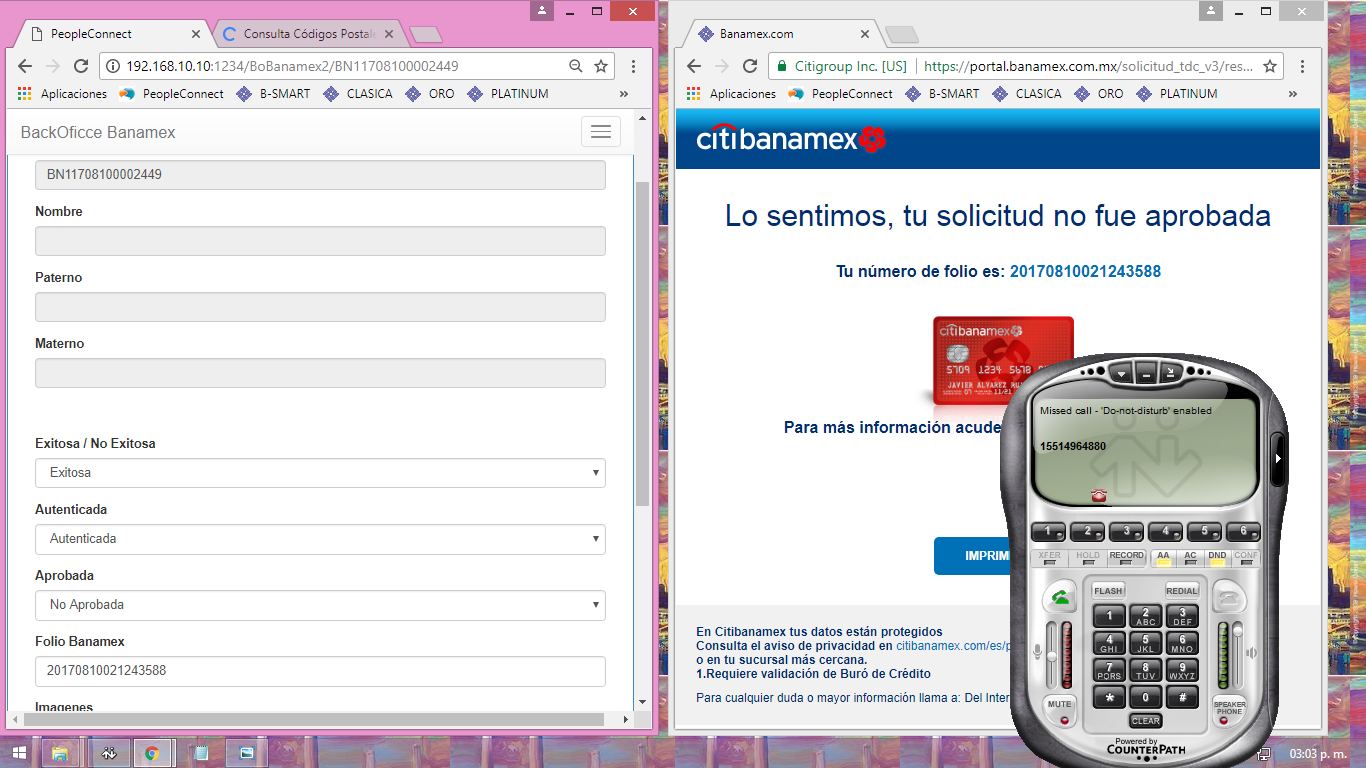 PeopleConnect
Consulta Códigos Postale
192.168.10.10:1234/BoBanamex2/BN11708100002449
Aplicaciones
PeopleConnect
B-SMART
CLASICA
ORO
PLATINUM
»
BackOficce Banamex
BN11708100002449
Nombre
Paterno
Materno
Exitosa / No Exitosa
Exitosa
Autenticada
Autenticada
Aprobada
No Aprobada
Folio Banamex
20170810021243588
Imagenes
Banamex.com
Citigroup Inc. [US]
https://portal.banamex.com.mx/solicitud_tdc_v3/res...
Aplicaciones
PeopleConnect
B-SMART
CLASICA
ORO
PLATINUM
»
citibanamex
Lo sentimos, tu solicitud no fue aprobada
Tu número de folio es: 20170810021243588
citibanamex
5709 1234 5678
JAVIER ALVAREZ RU
11/21
Para más información acude
IMPRIM
En Citibanamex tus datos están protegidos
Consulta el aviso de privacidad en citibanamex.com/es/p
o en tu sucursal más cercana.
1.Requiere validación de Buró de Crédito
Para cualquier duda o mayor información llama a: Del Inter
Missed call - 'Do-not-disturb' enabled
15514964880
1 2 3 4 5 6
XFER HOLD RECORD AA AC DND CONF
FLASH REDIAL
1 2 ABC 3 DEF
4 GHI 5 JKL 6 MNO
7 PQRS 8 TUV 9 WXYZ
* 0 #
MUTE
SPEAKER
PHONE
CLEAR
Powered by
COUNTERPATH
03:03 p. m.